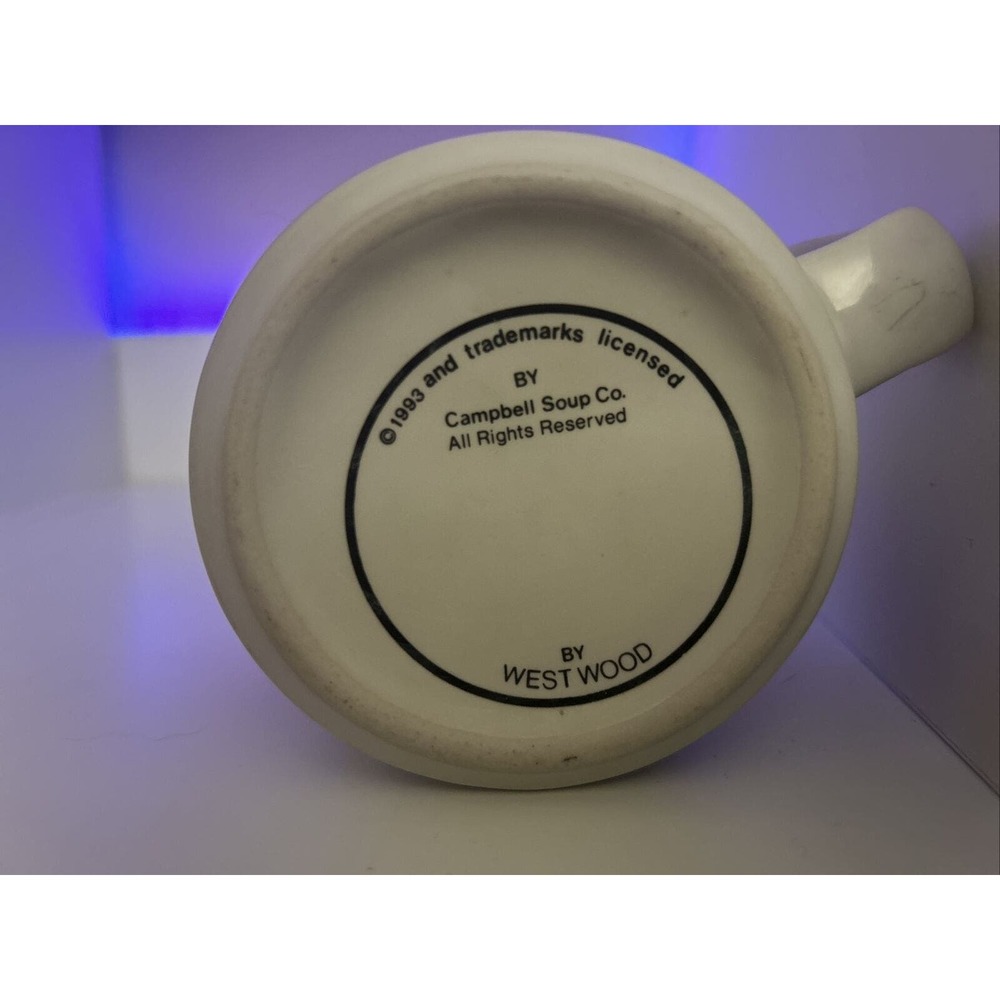 ©1993 and trademarks licensed
BY
Campbell Soup Co.
All Rights Reserved
BY
WEST WOOD